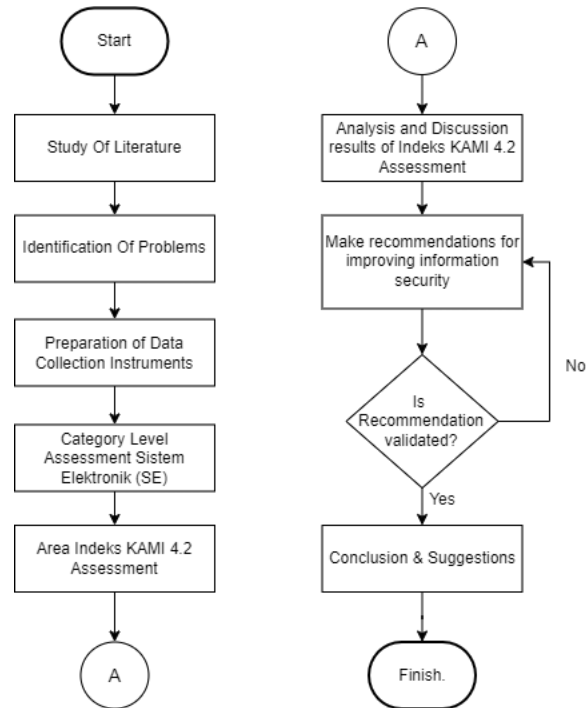 Start
Study Of Literature
Identification Of Problems
Preparation of Data
Collection Instruments
Category Level
Assessment Sistem
Elektronik (SE)
Area Indeks KAMI 4.2
Assessment
A
A
Analysis and Discussion
results of Indeks KAMI 4.2
Assessment
Make recommendations for
improving information
security
Is
Recommendation
validated?
No
Yes
Conclusion & Suggestions
Finish.